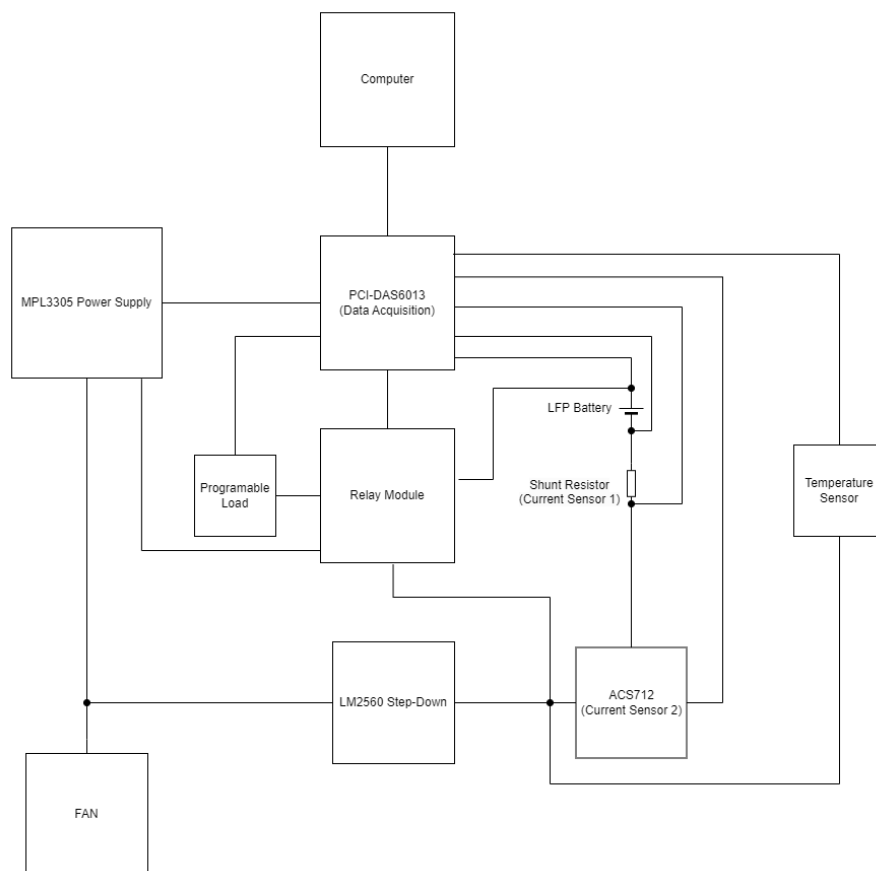 Computer
MPL3305 Power Supply
PCI-DAS6013
(Data Acquisition)
LFP Battery
Programable
Load
Relay Module
Shunt Resistor
(Current Sensor 1)
Temperature
Sensor
LM2560 Step-Down
ACS712
(Current Sensor 2)
FAN